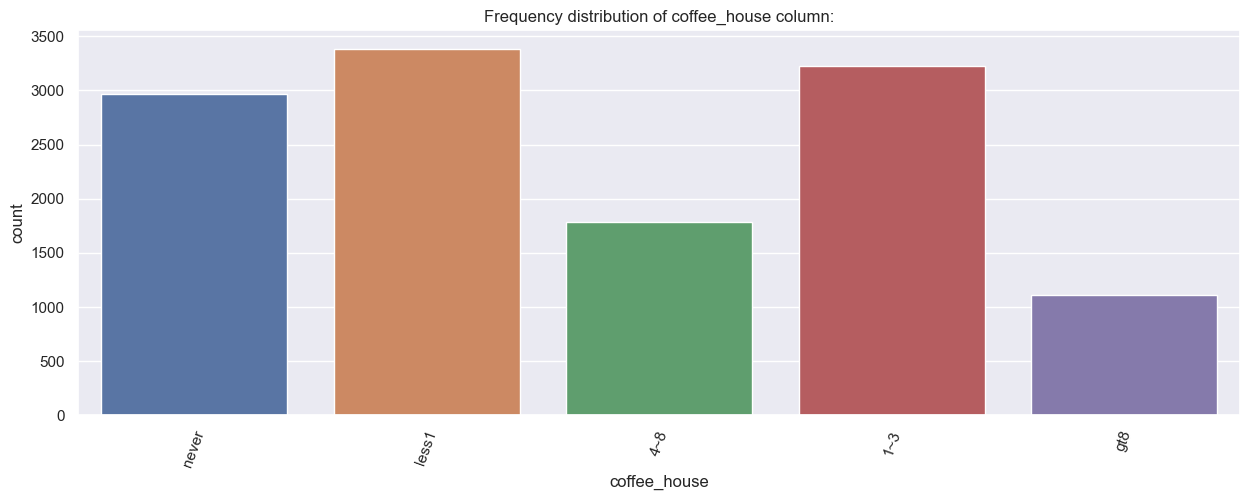 Frequency distribution of coffee_house column:
3500
3000
2500
2000
1500
1000
500
0
count
never
less1
4~8
1~3
gt8
coffee_house